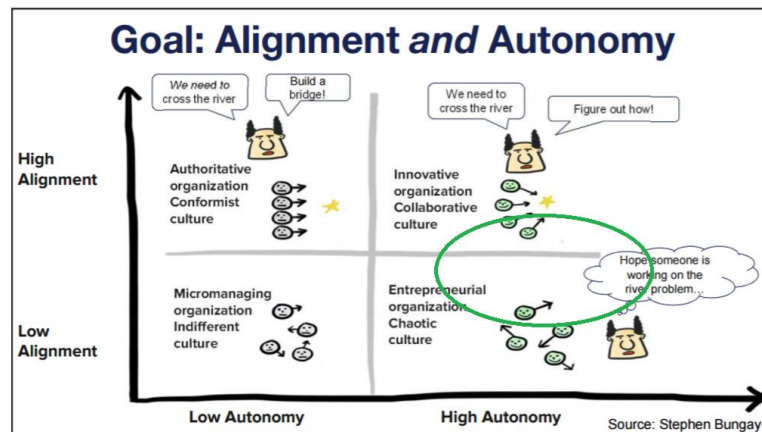 Goal: Alignment and Autonomy
We need to
cross the river
Build a
bridge!
We need to
cross the river
Figure out how!
High
Alignment
Authoritative
organization
Conformist
culture
Innovative
organization
Collaborative
culture
Hope someone is
working on the
river problem...
Low
Alignment
Micromanaging
organization
Indifferent
culture
Entrepreneurial
organization
Chaotic
culture
Low Autonomy
High Autonomy
Source: Stephen Bungay